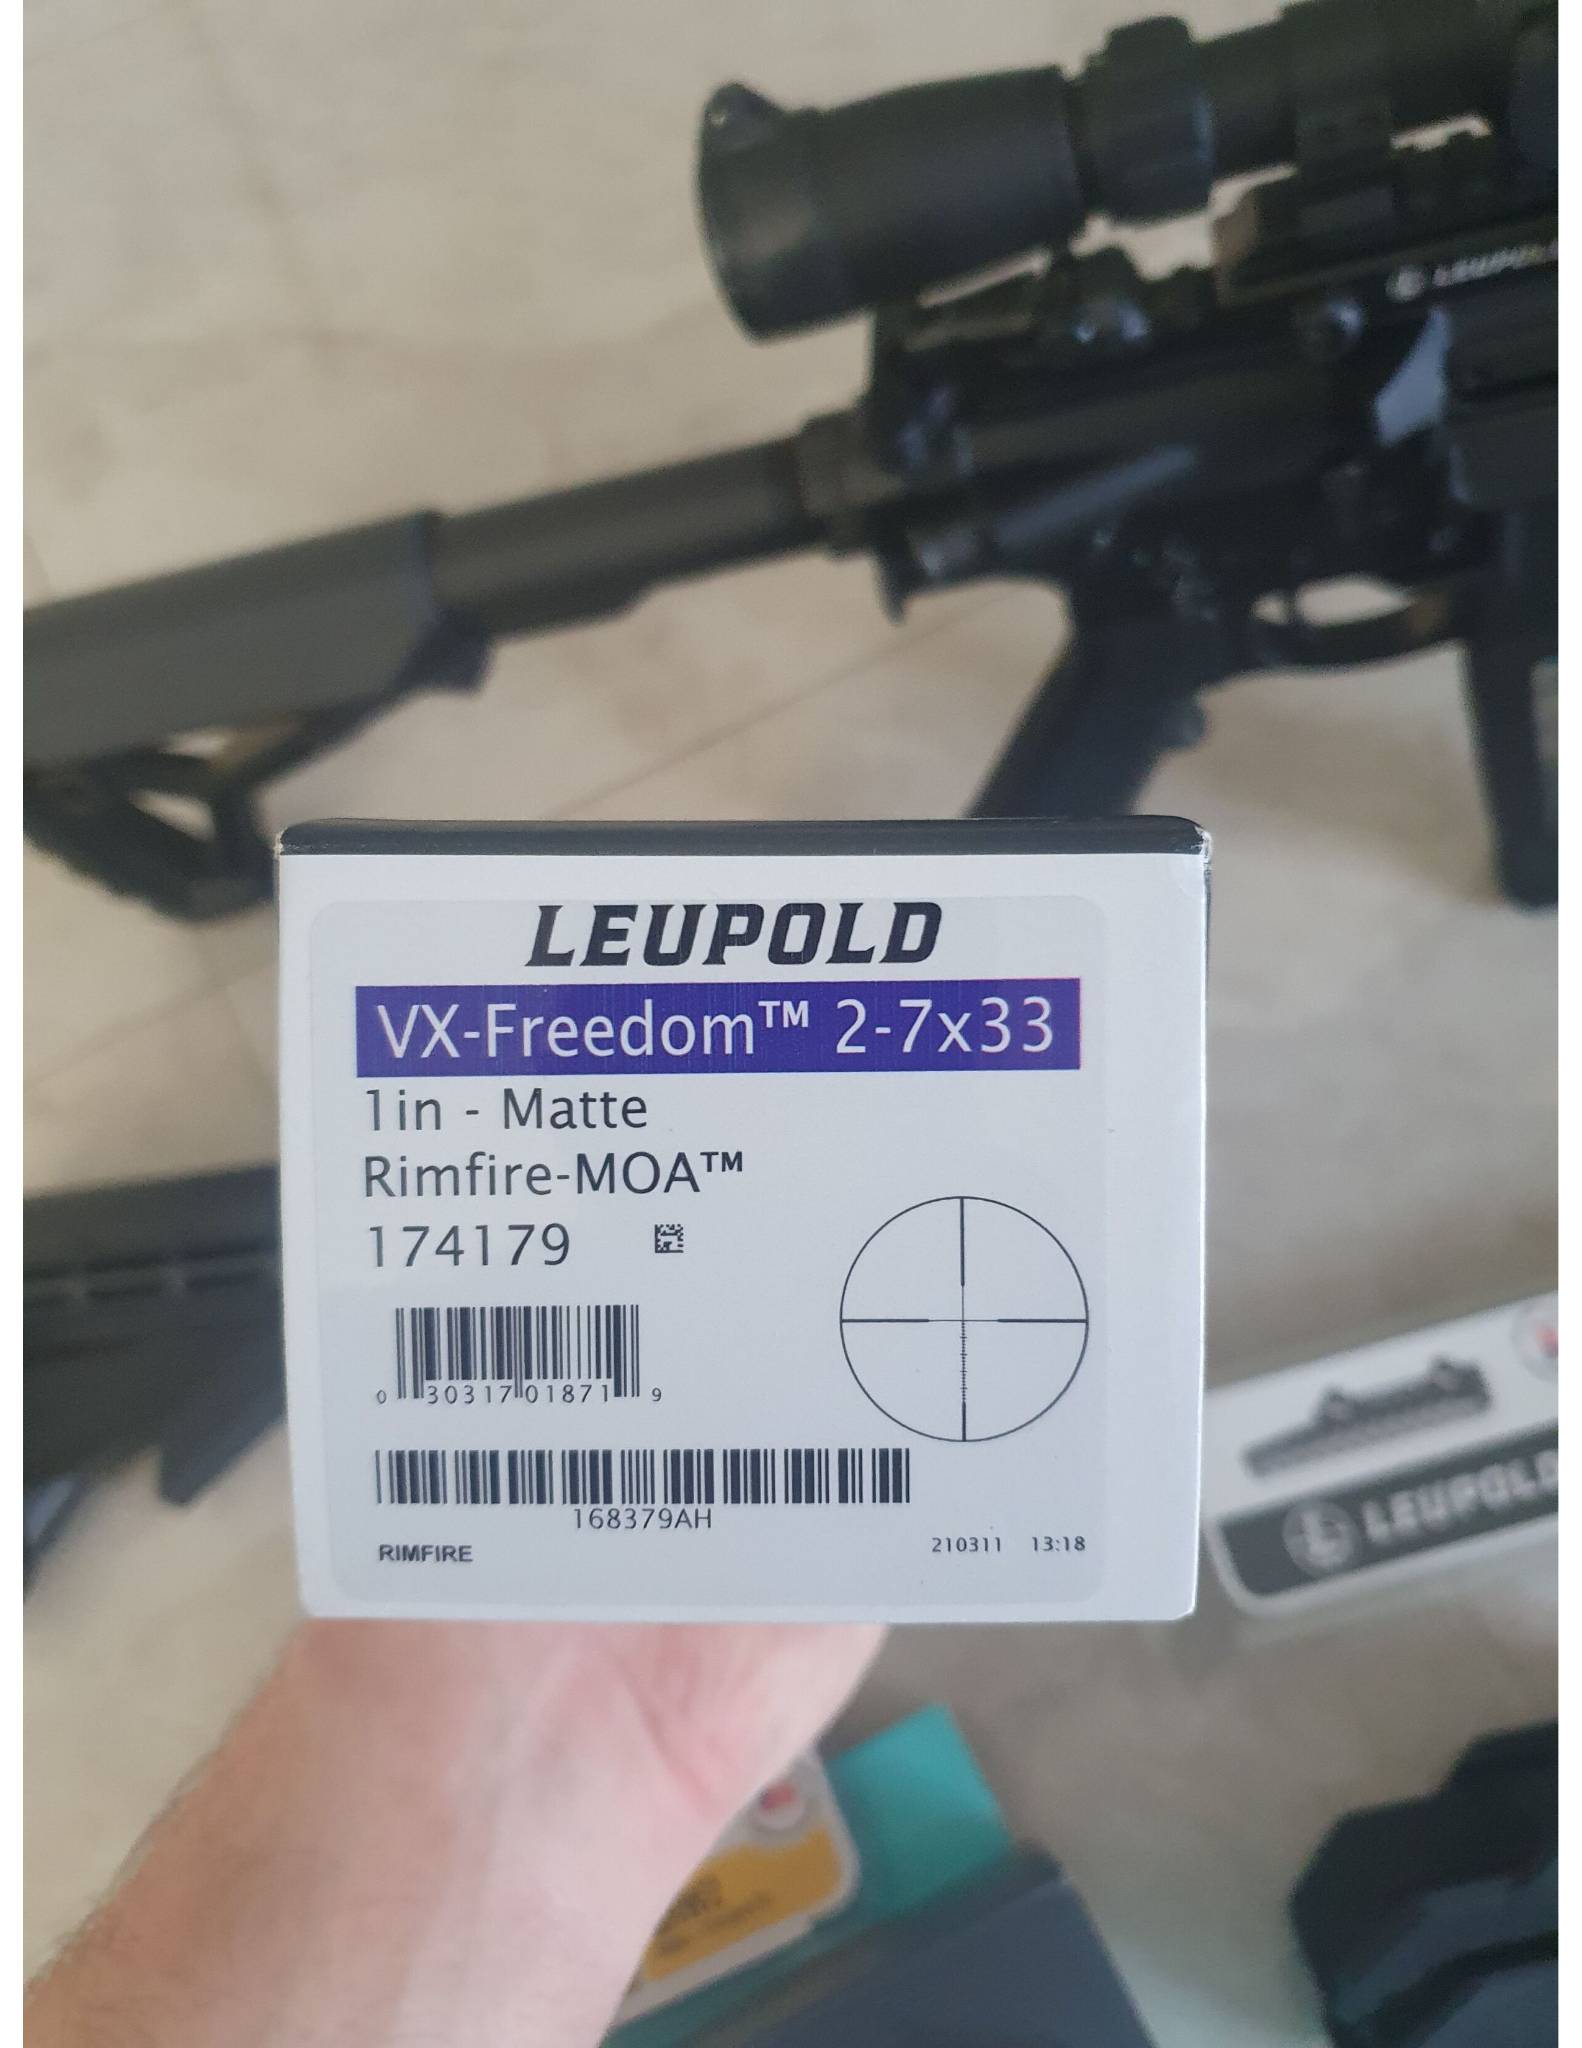 LEUPOLD
LEUPOLD
VX-Freedom™ 2-7x33
1in - Matte
Rimfire-MOA™
174179
0 30317 01871 9
168379AH
RIMFIRE
210311 13:18
LEUPOLD